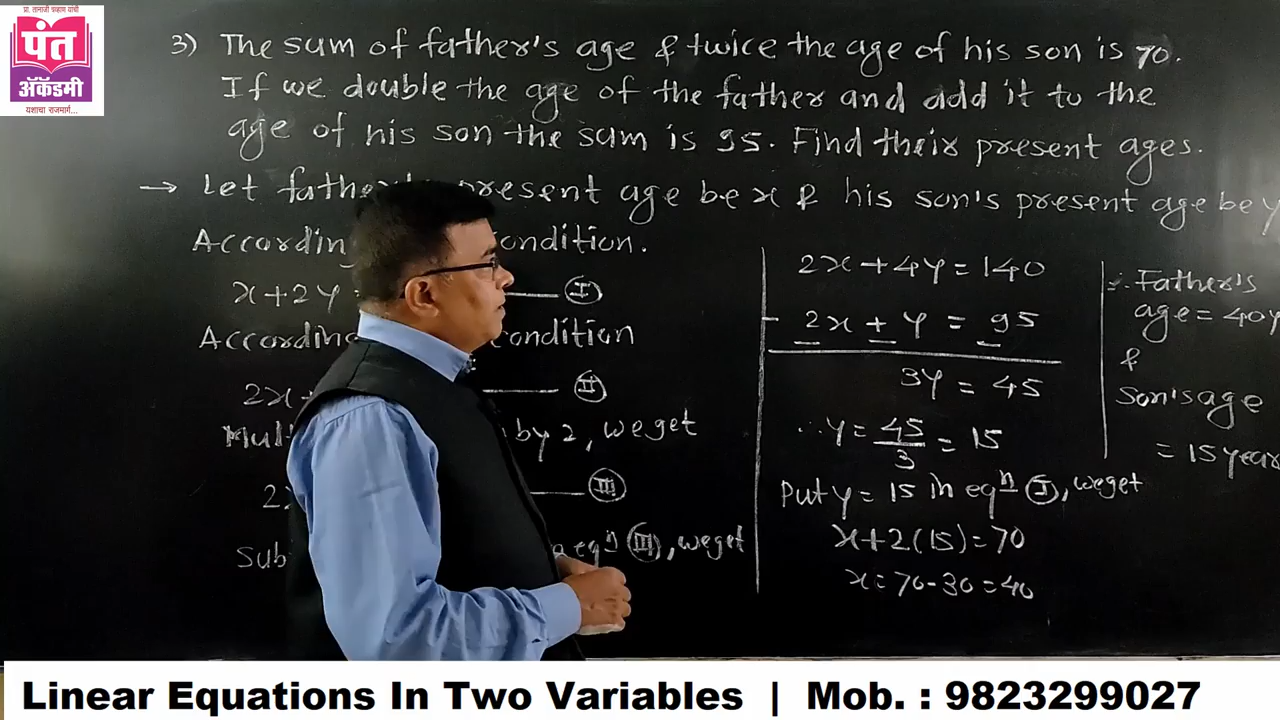 प्रा. तानाजी चव्हाण यांची
पंत
ॲकॅडमी
यशाचा राजमार्ग...
3) The sum of father's age & twice the age of his son is 70.
If we double the age of the father and add it to the
age of his son the sum is 95. Find their present ages.
→ Let father's present age be x & his son's present age be y
According condition.
x+2y = ——— (I)
According condition
2x+ ——— (II)
Mult by 2, we get
2x ——— (III)
Sub eqn (III), we get
2x+4y=140
- 2x + y = 95
3y = 45
∴ y = 45/3 = 15
Put y = 15 in eqn (I), we get
x+2(15)=70
x=70-30=40
∴ Father's
age = 40y
&
Son's age
= 15 year
Linear Equations In Two Variables | Mob. : 9823299027